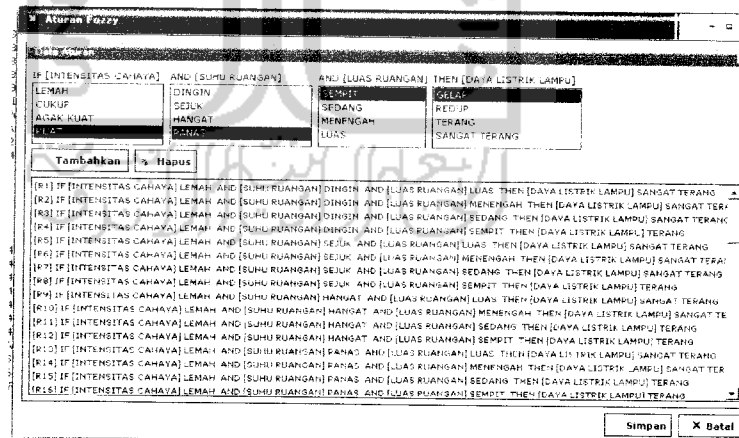 Aturan Fozzy
Data Aturan
IF [INTENSITAS CAHAYA] AND [SUHU RUANGAN] AND [LUAS RUANGAN] THEN [DAYA LISTRIK LAMPU]
LEMAH DINGIN SEMPIT GELAP
CUKUP SEJUK SEDANG REDUP
AGAK KUAT HANGAT MENENGAH TERANG
KUAT PANAS LUAS SANGAT TERANG
Tambahkan Hapus
[R1] IF [INTENSITAS CAHAYA] LEMAH AND [SUHU RUANGAN] DINGIN AND [LUAS RUANGAN] LUAS THEN [DAYA LISTRIK LAMPU] SANGAT TERANG
[R2] IF [INTENSITAS CAHAYA] LEMAH AND [SUHU RUANGAN] DINGIN AND [LUAS RUANGAN] MENENGAH THEN [DAYA LISTRIK LAMPU] SANGAT TER
[R3] IF [INTENSITAS CAHAYA] LEMAH AND [SUHU RUANGAN] DINGIN AND [LUAS RUANGAN] SEDANG THEN [DAYA LISTRIK LAMPU] SANGAT TERANG
[R4] IF [INTENSITAS CAHAYA] LEMAH AND [SUHU RUANGAN] DINGIN AND [LUAS RUANGAN] SEMPIT THEN [DAYA LISTRIK LAMPU] TERANG
[R5] IF [INTENSITAS CAHAYA] LEMAH AND [SUHU RUANGAN] SEJUK AND [LUAS RUANGAN] LUAS THEN [DAYA LISTRIK LAMPU] SANGAT TERANG
[R6] IF [INTENSITAS CAHAYA] LEMAH AND [SUHU RUANGAN] SEJUK AND [LUAS RUANGAN] MENENGAH THEN [DAYA LISTRIK LAMPU] SANGAT TERA
[R7] IF [INTENSITAS CAHAYA] LEMAH AND [SUHU RUANGAN] SEJUK AND [LUAS RUANGAN] SEDANG THEN [DAYA LISTRIK LAMPU] SANGAT TERANG
[R8] IF [INTENSITAS CAHAYA] LEMAH AND [SUHU RUANGAN] SEJUK AND [LUAS RUANGAN] SEMPIT THEN [DAYA LISTRIK LAMPU] TERANG
[R9] IF [INTENSITAS CAHAYA] LEMAH AND [SUHU RUANGAN] HANGAT AND [LUAS RUANGAN] LUAS THEN [DAYA LISTRIK LAMPU] SANGAT TERANG
[R10] IF [INTENSITAS CAHAYA] LEMAH AND [SUHU RUANGAN] HANGAT AND [LUAS RUANGAN] MENENGAH THEN [DAYA LISTRIK LAMPU] SANGAT TE
[R11] IF [INTENSITAS CAHAYA] LEMAH AND [SUHU RUANGAN] HANGAT AND [LUAS RUANGAN] SEDANG THEN [DAYA LISTRIK LAMPU] TERANG
[R12] IF [INTENSITAS CAHAYA] LEMAH AND [SUHU RUANGAN] HANGAT AND [LUAS RUANGAN] SEMPIT THEN [DAYA LISTRIK LAMPU] TERANG
[R13] IF [INTENSITAS CAHAYA] LEMAH AND [SUHU RUANGAN] PANAS AND [LUAS RUANGAN] LUAS THEN [DAYA LISTRIK LAMPU] SANGAT TERANG
[R14] IF [INTENSITAS CAHAYA] LEMAH AND [SUHU RUANGAN] PANAS AND [LUAS RUANGAN] MENENGAH THEN [DAYA LISTRIK LAMPU] SANGAT TER
[R15] IF [INTENSITAS CAHAYA] LEMAH AND [SUHU RUANGAN] PANAS AND [LUAS RUANGAN] SEDANG THEN [DAYA LISTRIK LAMPU] TERANG
[R16] IF [INTENSITAS CAHAYA] LEMAH AND [SUHU RUANGAN] PANAS AND [LUAS RUANGAN] SEMPIT THEN [DAYA LISTRIK LAMPU] TERANG
Simpan X Batal